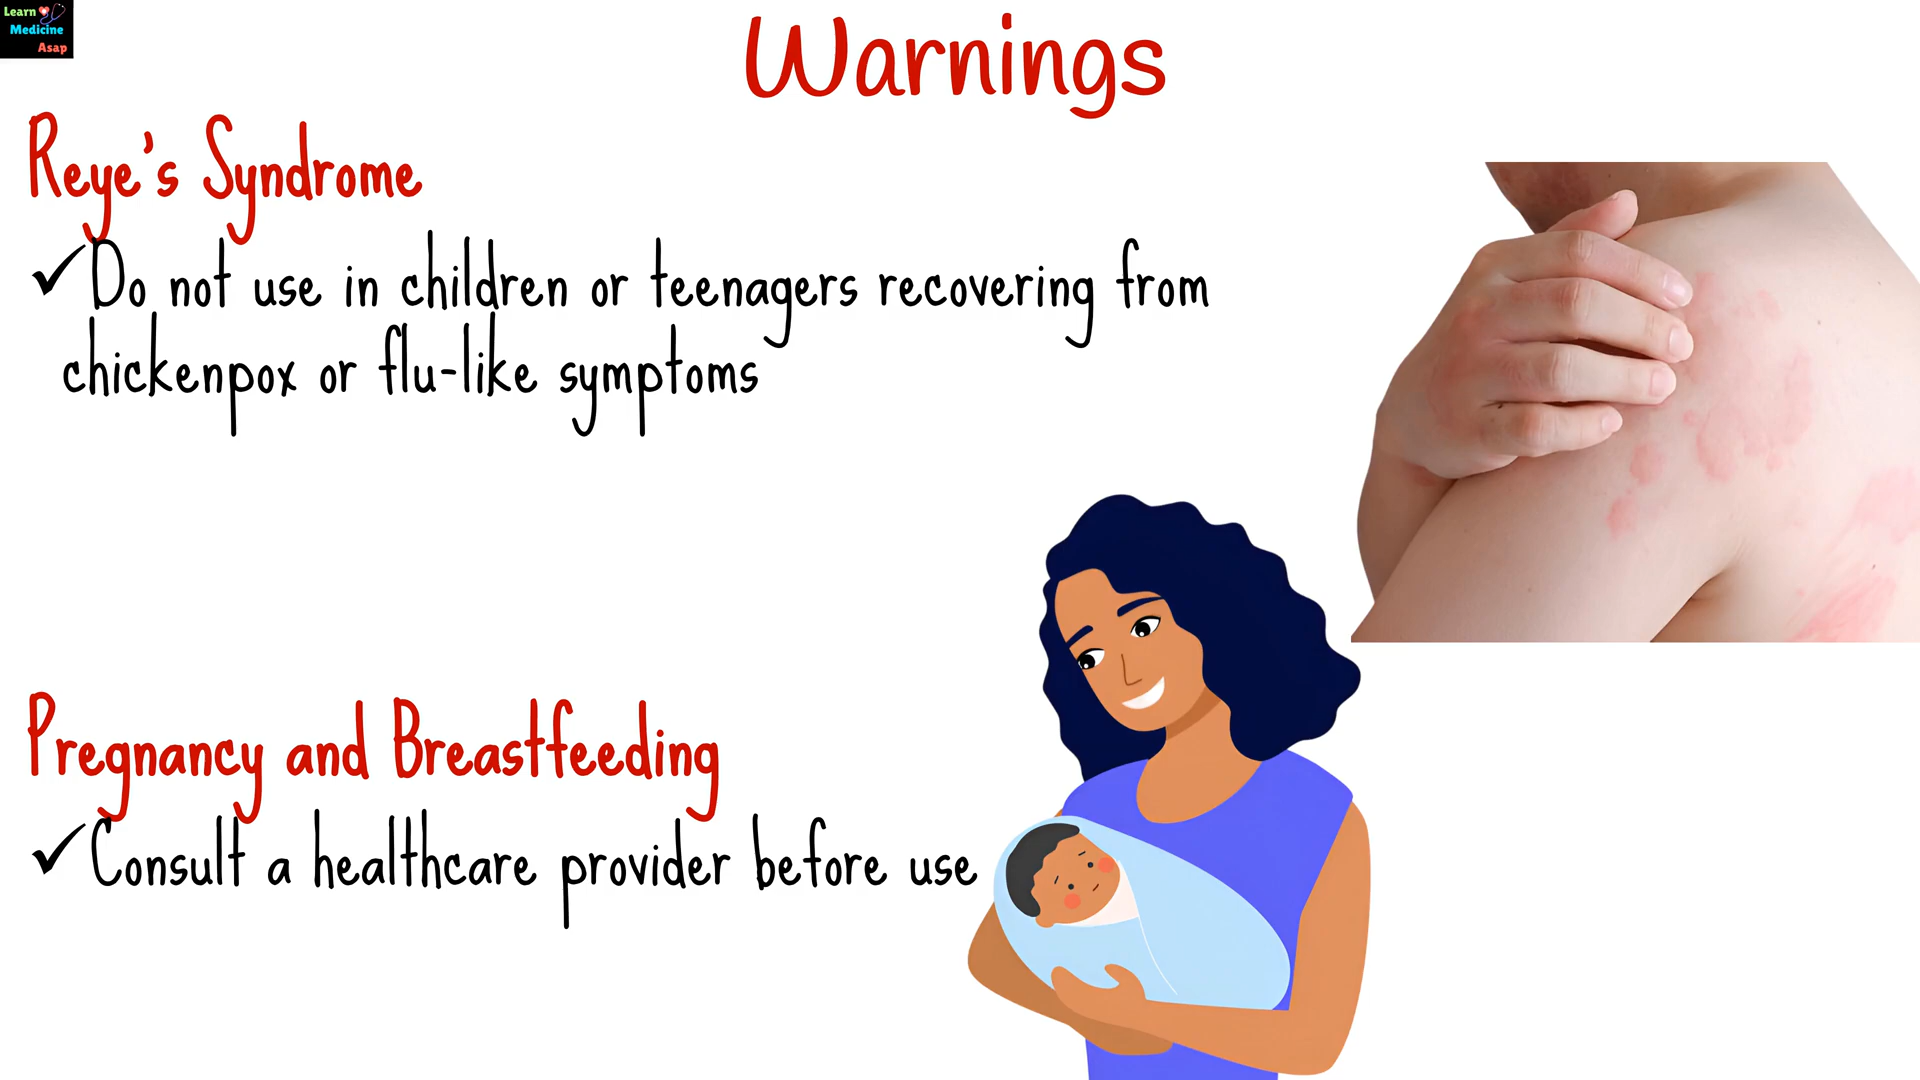 Learn
Medicine
Asap
Warnings
Reye's Syndrome
✓Do not use in children or teenagers recovering from
chickenpox or flu-like symptoms
Pregnancy and Breastfeeding
✓Consult a healthcare provider before use